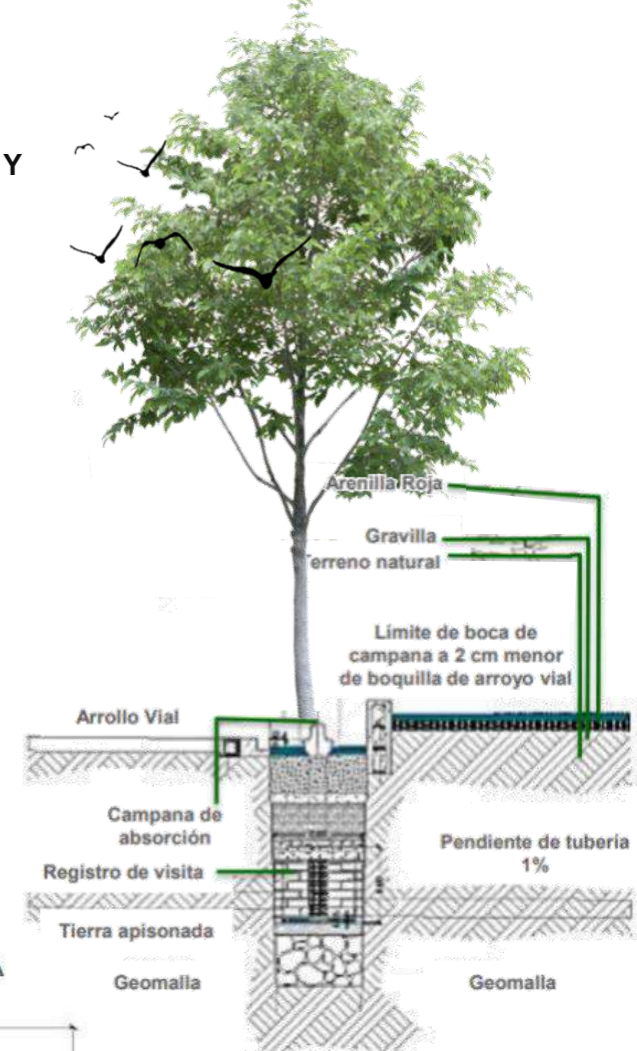 Y
Arenilla Roja
Gravilla
erreno natural
Límite de boca de
campana a 2 cm menor
de boquilla de arroyo vial
Arrollo Vial
Campana de
absorción
Pendiente de tubería
1%
Registro de visita
Tierra apisonada
A
Geomalla
Geomalla